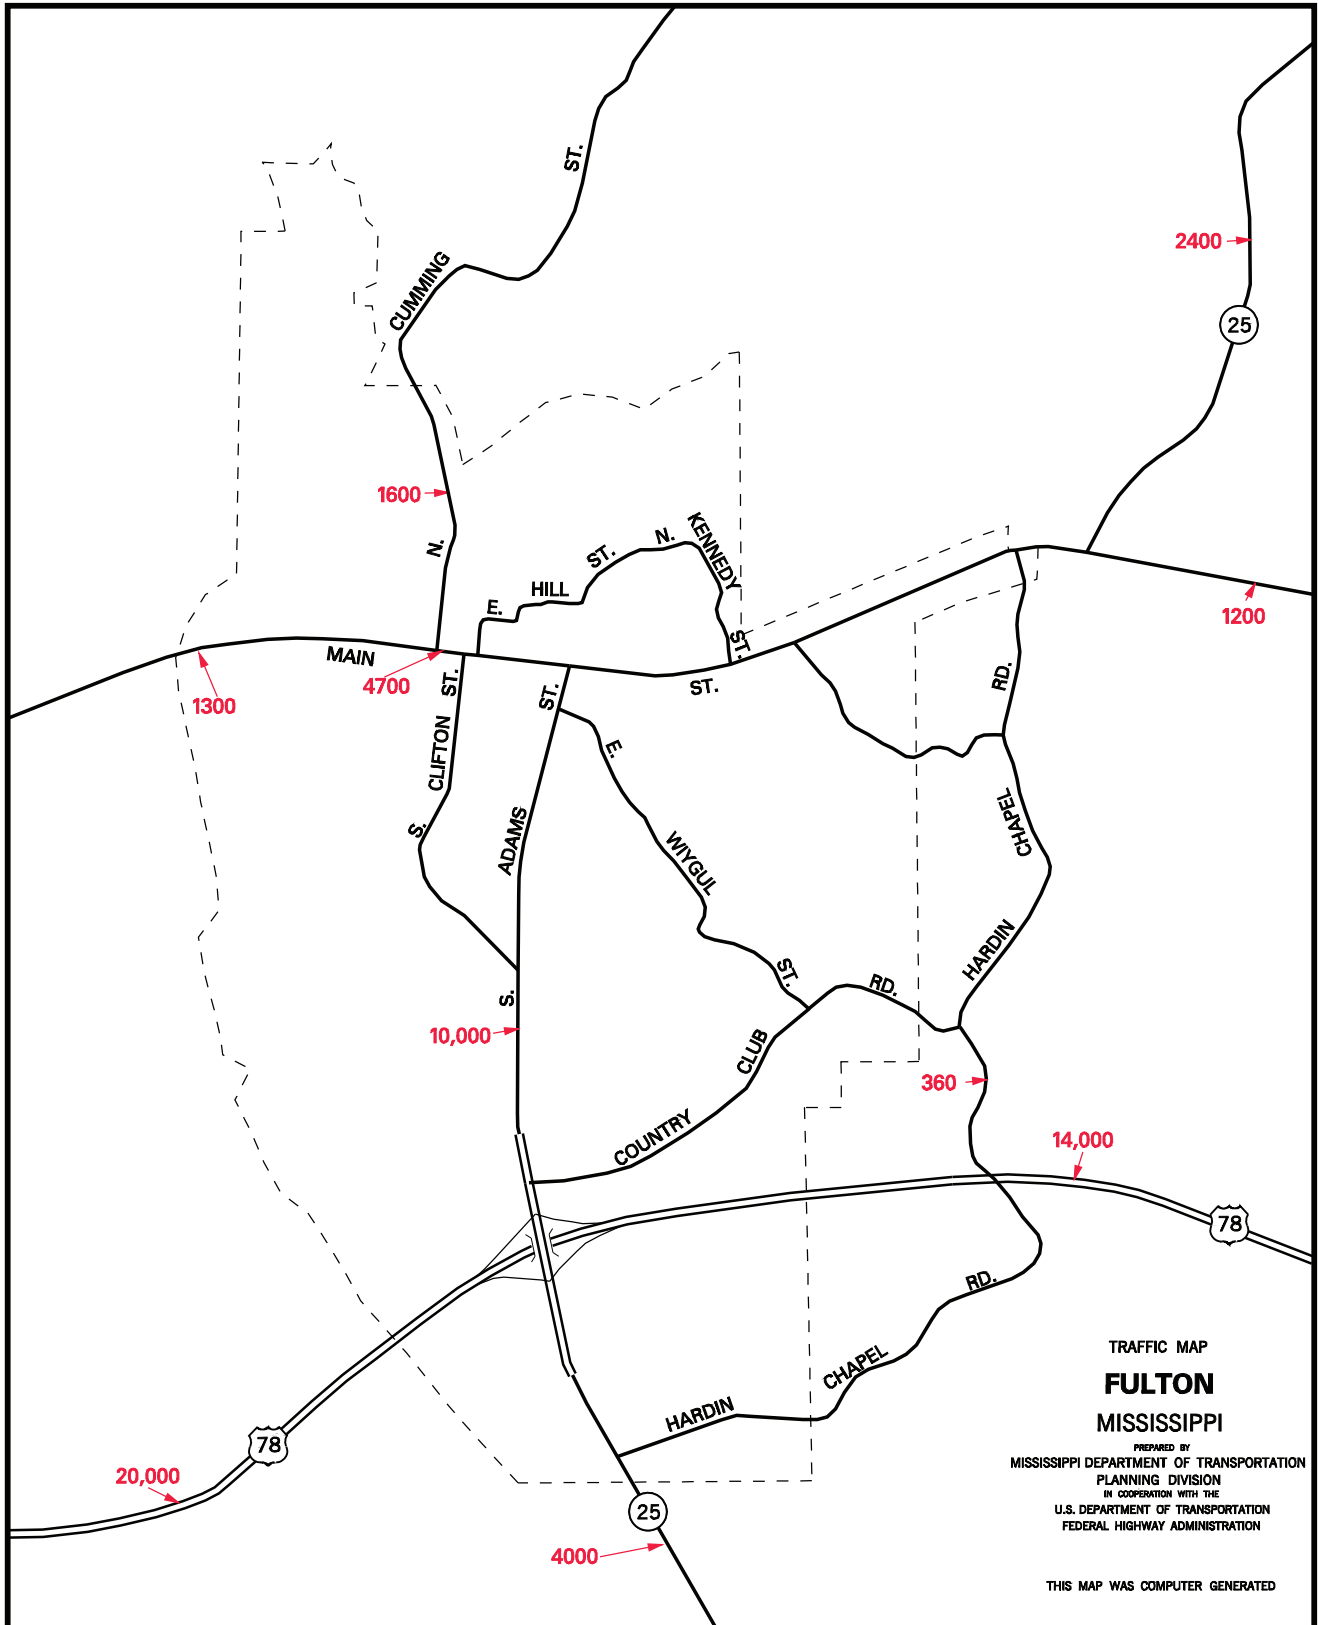 ST.
2400
25
CUMMING
1600
N.
KENNEDY
N.
ST.
HILL
E.
ST.
1200
MAIN
4700
ST.
ST.
1300
ST.
RD.
CLIFTON
S.
E.
ADAMS
WIYGUL
CHAPEL
HARDIN
ST.
RD.
S.
10,000
CLUB
360
COUNTRY
14,000
78
RD.
CHAPEL
HARDIN
78
20,000
25
4000
TRAFFIC MAP
FULTON
MISSISSIPPI
PREPARED BY
MISSISSIPPI DEPARTMENT OF TRANSPORTATION
PLANNING DIVISION
IN COOPERATION WITH THE
U.S. DEPARTMENT OF TRANSPORTATION
FEDERAL HIGHWAY ADMINISTRATION
THIS MAP WAS COMPUTER GENERATED